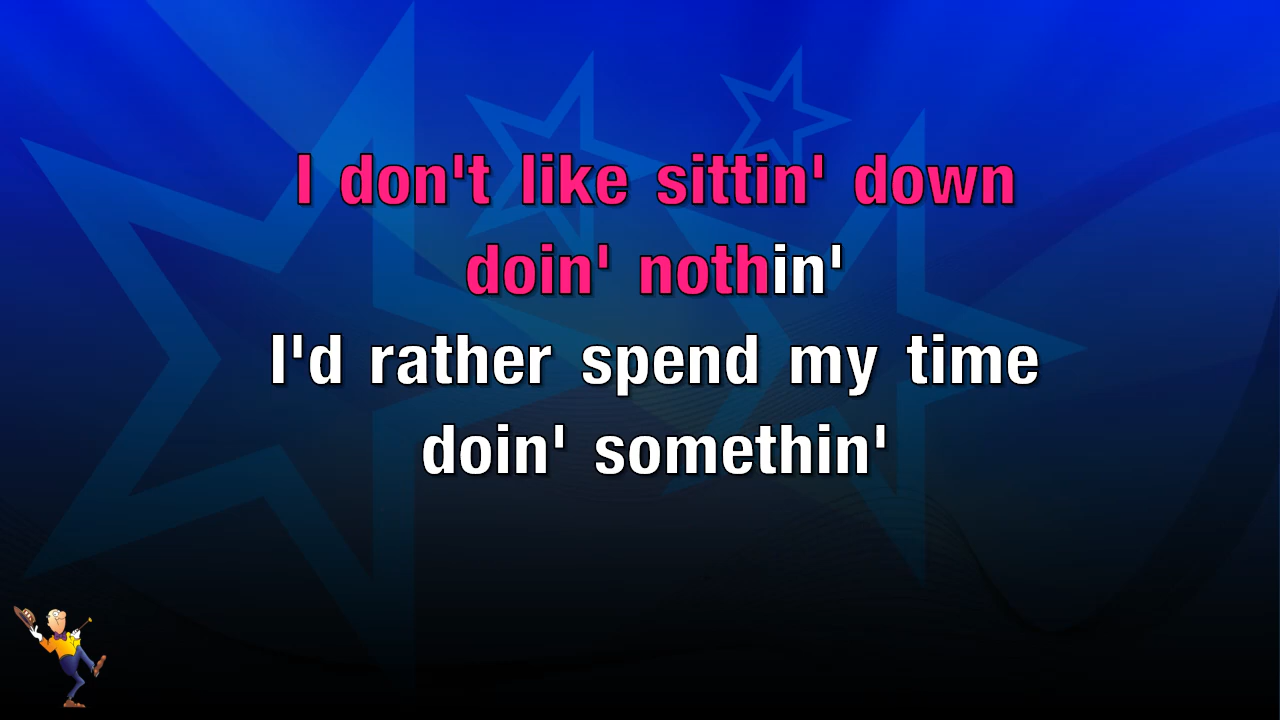 I don't like sittin' down
doin' nothin'
I'd rather spend my time
doin' somethin'